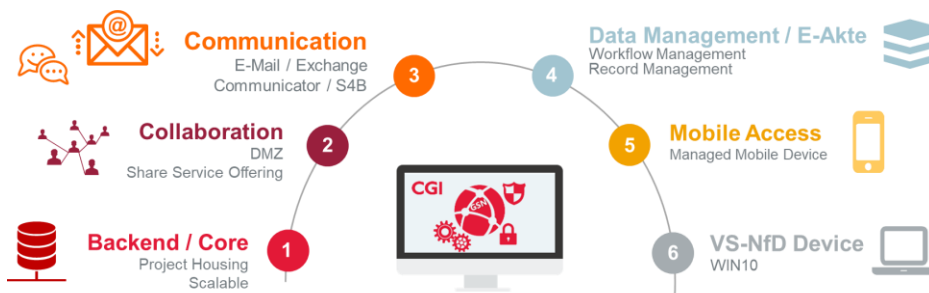 Communication
E-Mail / Exchange
Communicator / S4B
3
Collaboration
DMZ
Share Service Offering
2
Backend / Core
Project Housing
Scalable
1
CGI
GSN
Data Management / E-Akte
Workflow Management
Record Management
4
Mobile Access
Managed Mobile Device
5
VS-NfD Device
WIN10
6
@